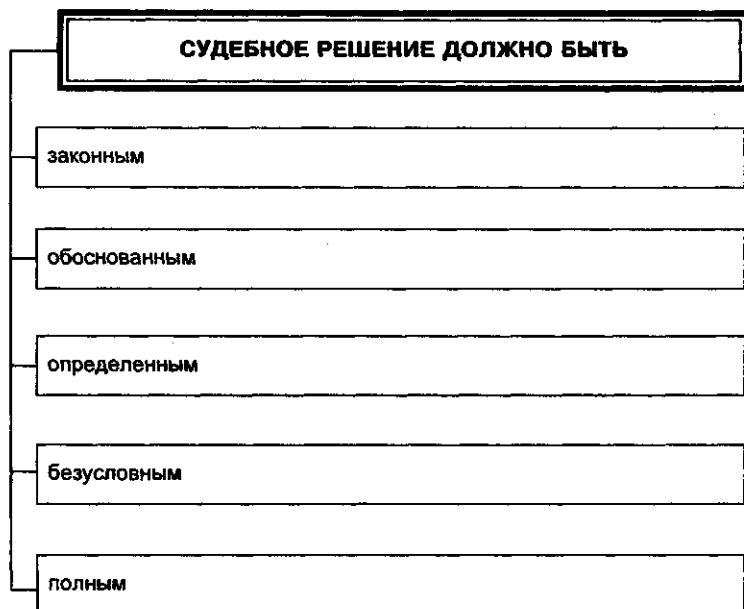 СУДЕБНОЕ РЕШЕНИЕ ДОЛЖНО БЫТЬ
законным
обоснованным
определенным
безусловным
полным